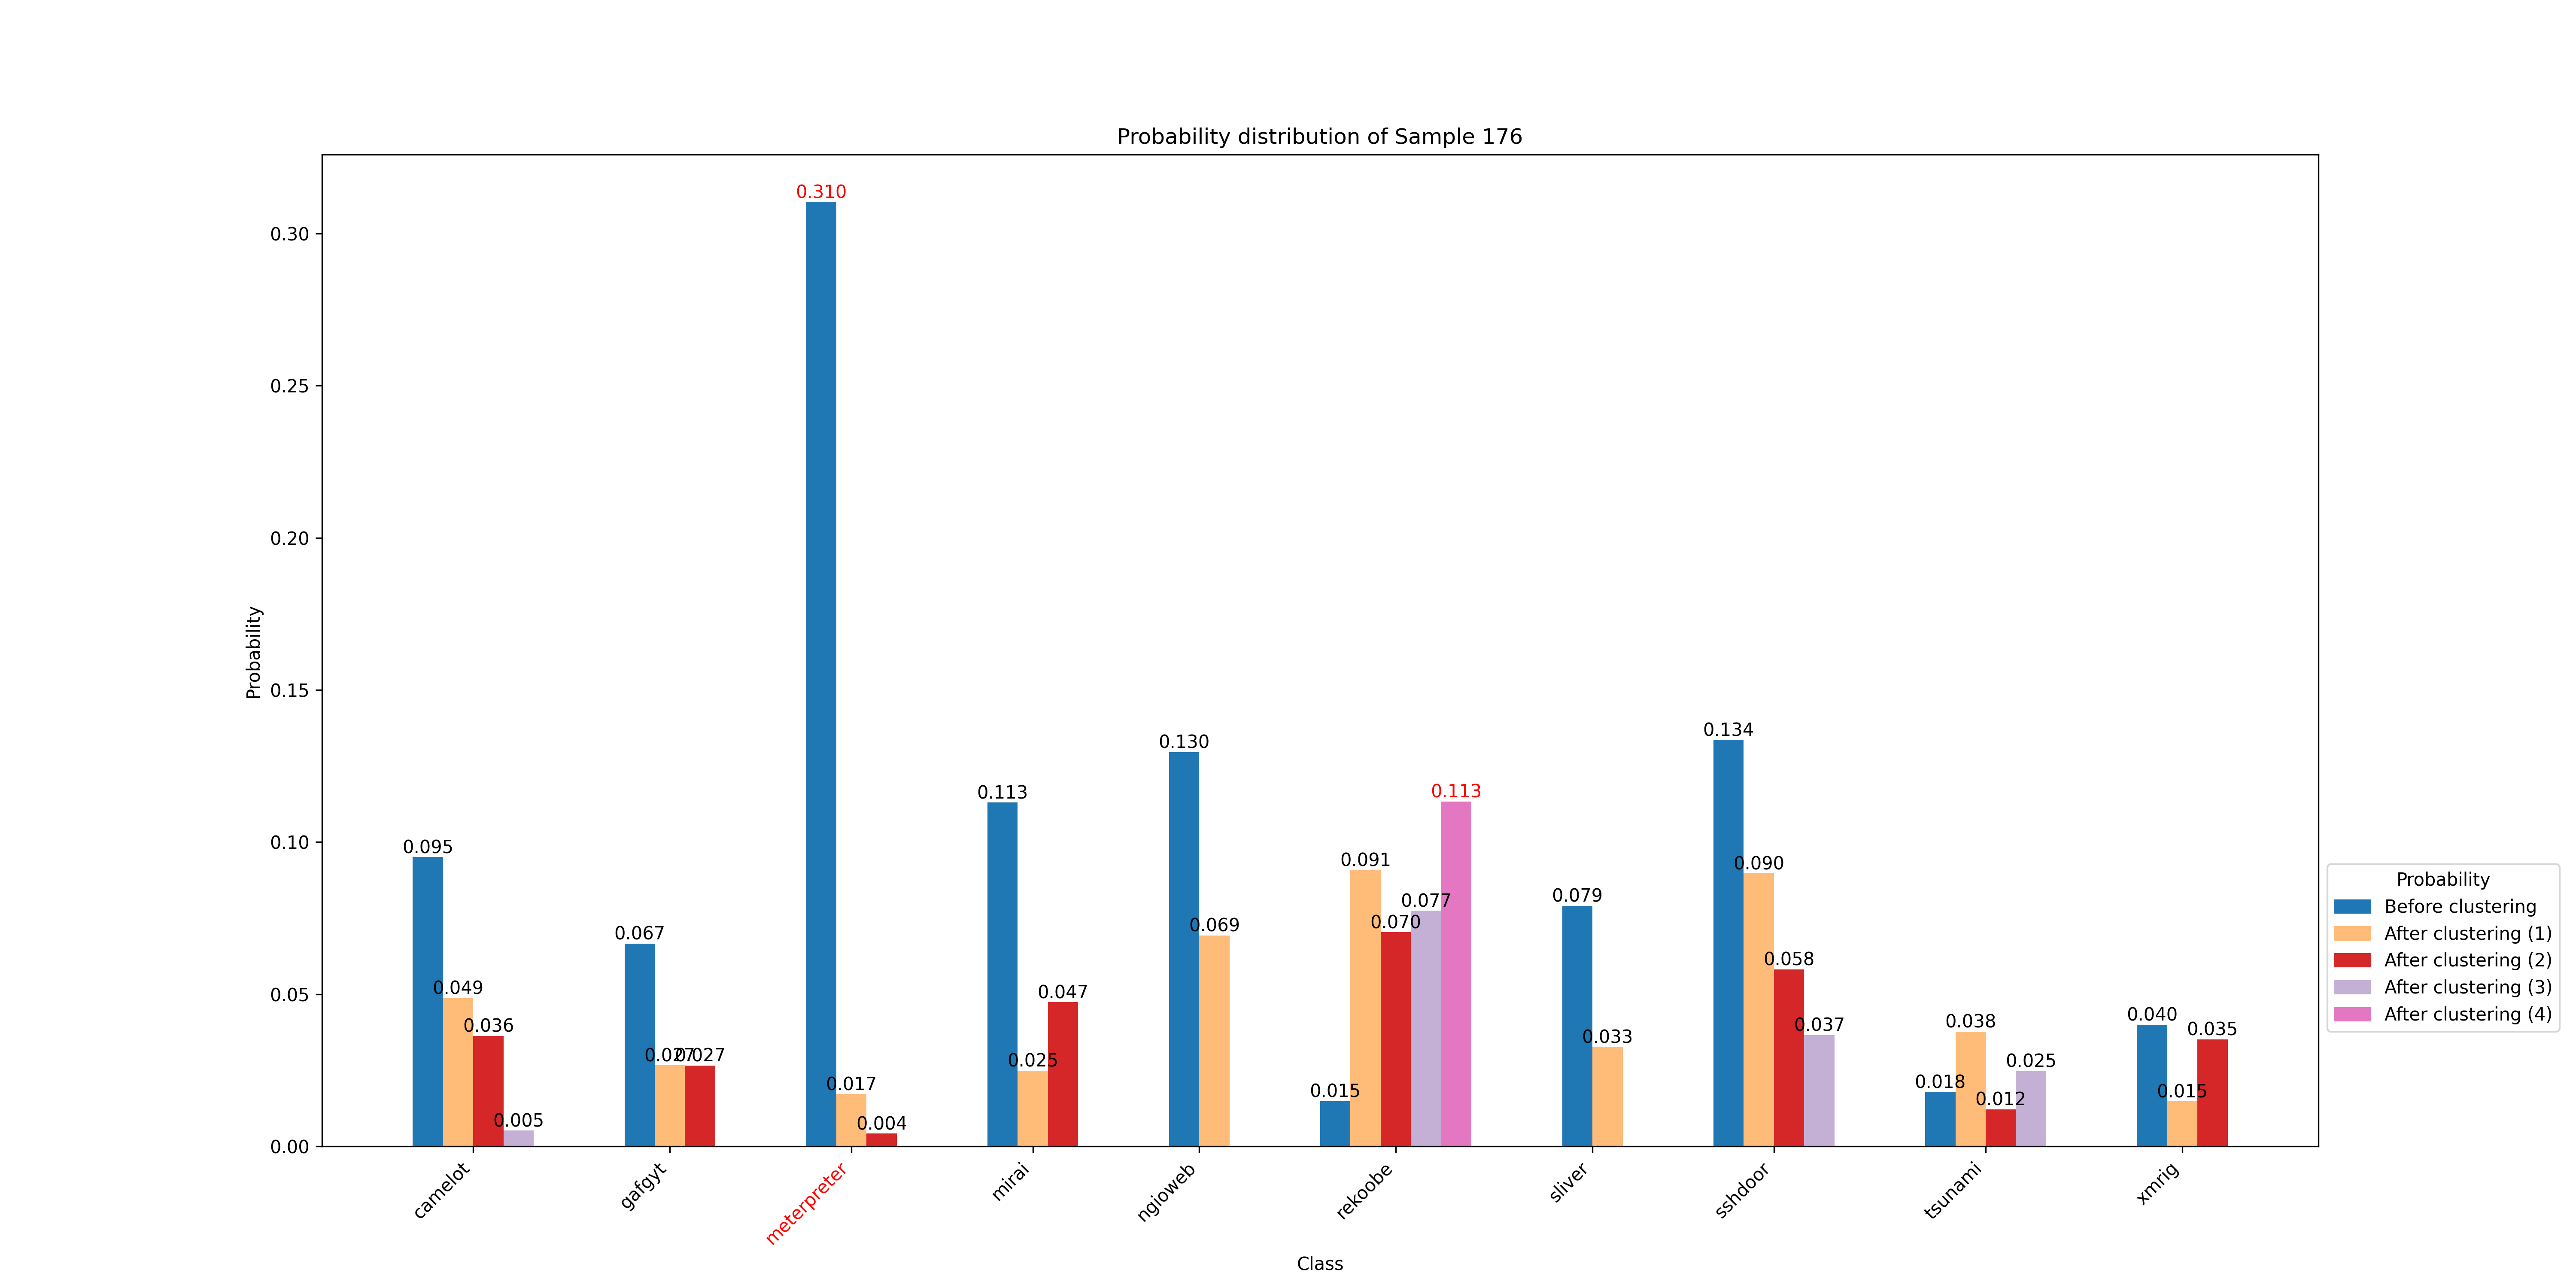 Probability distribution of Sample 176
0.310
0.30
0.25
0.20
0.15
0.10
0.05
0.00
Probability
0.095
0.049
0.036
0.005
0.067
0.027
0.027
0.017
0.004
0.113
0.025
0.047
0.130
0.069
0.015
0.091
0.070
0.077
0.113
0.079
0.033
0.134
0.090
0.058
0.037
0.018
0.038
0.012
0.025
0.040
0.015
0.035
camelot
gafgyt
meterpreter
mirai
ngioweb
rekoobe
sliver
sshdoor
tsunami
xmrig
Class
Probability
Before clustering
After clustering (1)
After clustering (2)
After clustering (3)
After clustering (4)